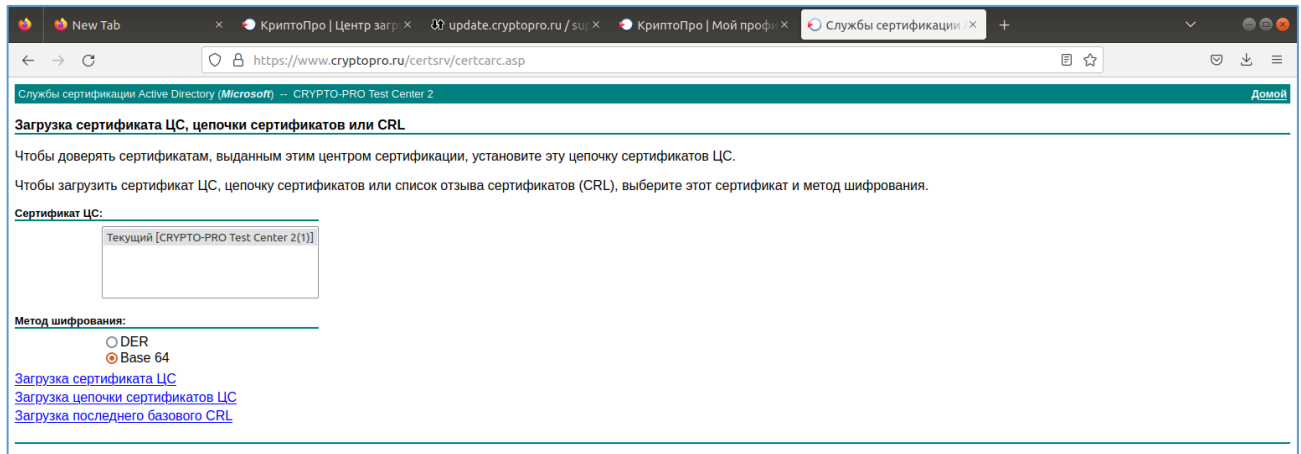 New Tab
КриптоПро | Центр загру
update.cryptopro.ru / sup
КриптоПро | Мой профи
Службы сертификации A
https://www.cryptopro.ru/certsrv/certcarc.asp
Службы сертификации Active Directory (Microsoft) -- CRYPTO-PRO Test Center 2
Домой
Загрузка сертификата ЦС, цепочки сертификатов или CRL
Чтобы доверять сертификатам, выданным этим центром сертификации, установите эту цепочку сертификатов ЦС.
Чтобы загрузить сертификат ЦС, цепочку сертификатов или список отзыва сертификатов (CRL), выберите этот сертификат и метод шифрования.
Сертификат ЦС:
Текущий [CRYPTO-PRO Test Center 2(1)]
Метод шифрования:
DER
Base 64
Загрузка сертификата ЦС
Загрузка цепочки сертификатов ЦС
Загрузка последнего базового CRL